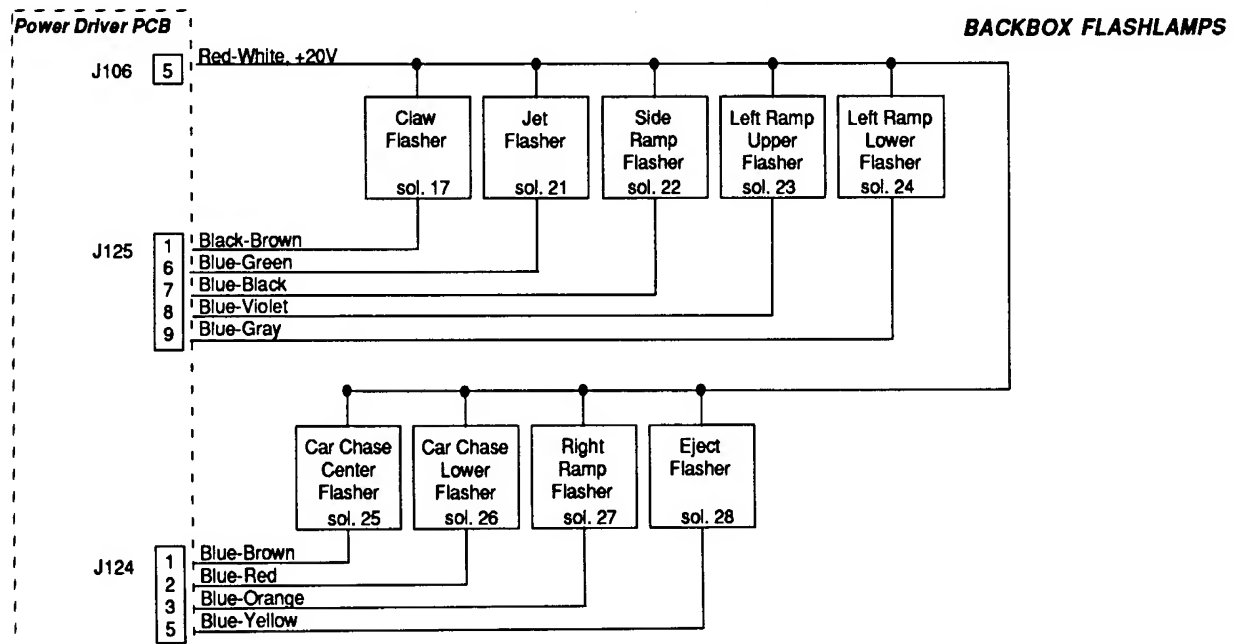 Power Driver PCB
BACKBOX FLASHLAMPS
J106 5 Red-White, +20V
Claw
Flasher
sol. 17
Jet
Flasher
sol. 21
Side
Ramp
Flasher
sol. 22
Left Ramp
Upper
Flasher
sol. 23
Left Ramp
Lower
Flasher
sol. 24
J125
1 Black-Brown
6 Blue-Green
7 Blue-Black
8 Blue-Violet
9 Blue-Gray
Car Chase
Center
Flasher
sol. 25
Car Chase
Lower
Flasher
sol. 26
Right
Ramp
Flasher
sol. 27
Eject
Flasher
sol. 28
J124
1 Blue-Brown
2 Blue-Red
3 Blue-Orange
5 Blue-Yellow